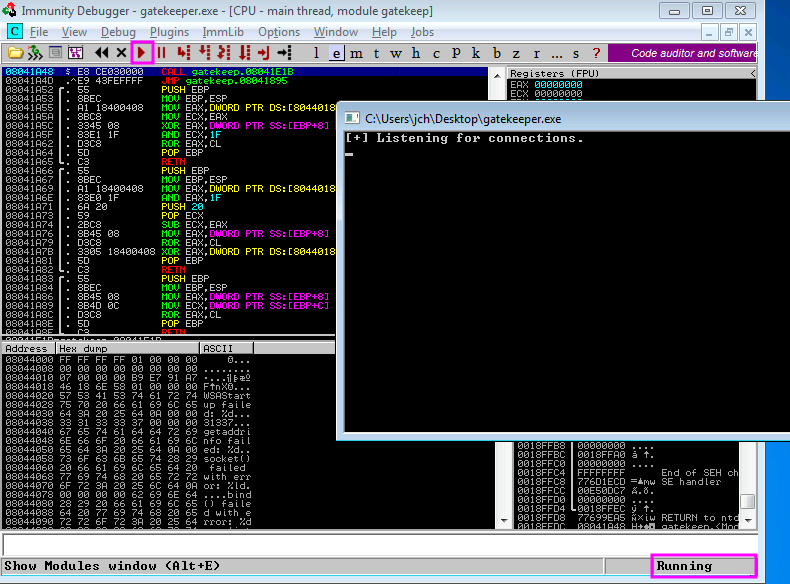 Immunity Debugger - gatekeeper.exe - [CPU - main thread, module gatekeep]
C File View Debug Plugins ImmLib Options Window Help Jobs
l e m t w h c p k b z r ... s ? Code auditor and software
08041A48 $ E8 CE030000 CALL gatekeep.08041E1B
08041A4D .^E9 43FEFFFF JMP gatekeep.08041895
08041A52 55 PUSH EBP
8BEC MOV EBP,ESP
A1 18400408 MOV EAX,DWORD PTR DS:[8044018
8BC8 MOV ECX,EAX
08041A5C 3345 08 XOR EAX,DWORD PTR SS:[EBP+8]
08041A5F 83E1 1F AND ECX,1F
08041A62 D3C8 ROR EAX,CL
08041A64 5D POP EBP
08041A65 C3 RETN
08041A66 55 PUSH EBP
08041A67 8BEC MOV EBP,ESP
08041A69 A1 18400408 MOV EAX,DWORD PTR DS:[8044018
08041A6E 83E0 1F AND EAX,1F
08041A71 6A 20 PUSH 20
08041A73 59 POP ECX
08041A74 2BC8 SUB ECX,EAX
08041A76 8B45 08 MOV EAX,DWORD PTR SS:[EBP+8]
08041A79 D3C8 ROR EAX,CL
08041A7B 3305 18400408 XOR EAX,DWORD PTR DS:[8044018
08041A81 5D POP EBP
08041A82 C3 RETN
08041A83 55 PUSH EBP
08041A84 8BEC MOV EBP,ESP
08041A86 8B45 08 MOV EAX,DWORD PTR SS:[EBP+8]
08041A89 8B4D 0C MOV ECX,DWORD PTR SS:[EBP+C]
08041A8C D3C8 ROR EAX,CL
08041A8E 5D POP EBP
08041A8F C3 RETN
Registers (FPU) <
EAX 00000000
ECX 00000000
C:\Users\jch\Desktop\gatekeeper.exe
[+] Listening for connections.
Address Hex dump ASCII
08044000 FF FF FF FF 01 00 00 00
08044008 00 00 00 00 00 00 00 00 ........
08044010 07 00 00 00 B9 E7 91 A7
08044018 46 18 6E 58 01 00 00 00
08044020 57 53 41 53 74 61 72 74 WSAStart
08044028 75 70 20 66 61 69 6C 65 up faile
08044030 64 3A 20 25 64 0A 00 00 d: %d...
08044038 33 31 33 33 37 00 00 00 31337...
08044040 67 65 74 61 64 64 72 69 getaddri
08044048 6E 66 6F 20 66 61 69 6C nfo fail
08044050 65 64 3A 20 25 64 0A 00 ed: %d..
08044058 73 6F 63 6B 65 74 28 29 socket()
08044060 20 66 61 69 6C 65 64 20 failed
08044068 77 69 74 68 20 65 72 72 with err
08044070 6F 72 3A 20 25 6C 64 0A or: %ld.
08044078 00 00 00 00 62 69 6E 64 ....bind
08044080 28 29 20 66 61 69 6C 65 () faile
08044088 64 20 77 69 74 68 20 65 d with e
08044090 72 72 6F 72 3A 20 25 64 rror: %d
0018FFB8 00000000 ....
0018FFBC 0018FFA0
0018FFC0 00000000 ....
0018FFC4 FFFFFFFF End of SEH ch
0018FFC8 776D1ECD SE handler
0018FFCC 00E50DC7
0018FFD0 00000000 ....
0018FFD4 0018FFEC
0018FFD8 77699EA5 RETURN to ntd
0018FFDC 08041A48 gatekeep.<Mod
Show Modules window (Alt+E)
Running